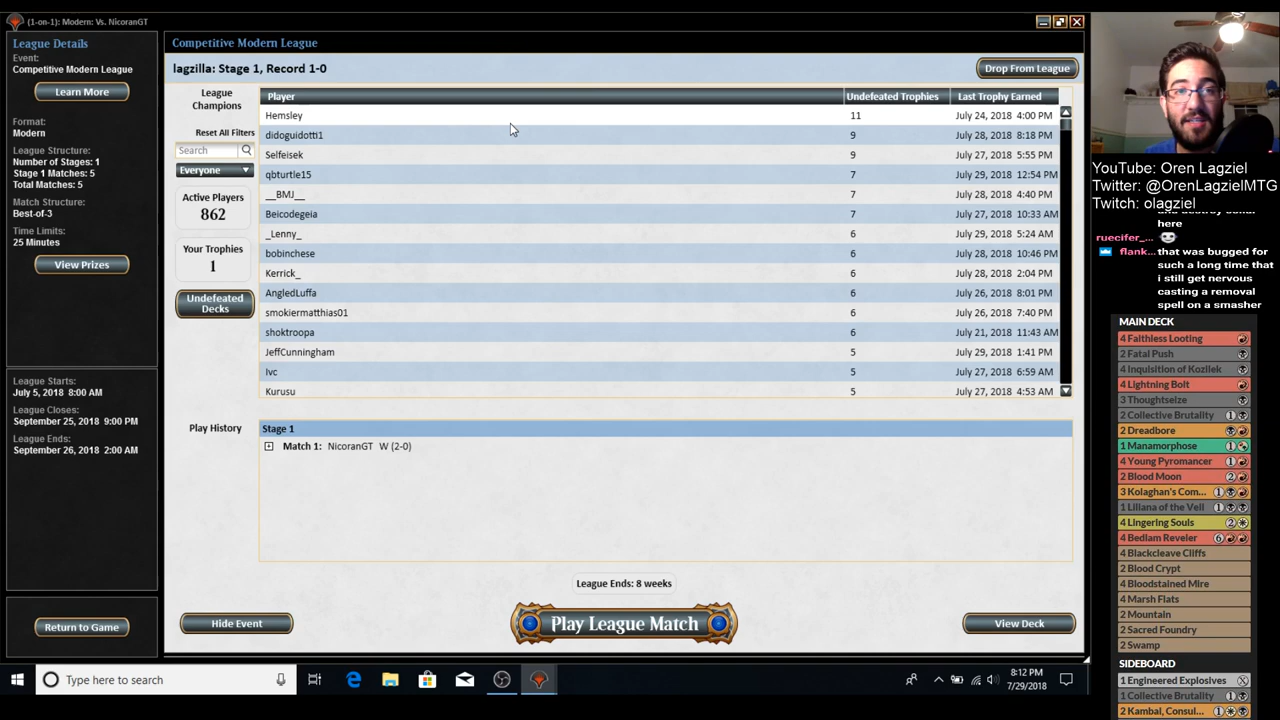 (1-on-1): Modern: Vs. NicoranGT
League Details
Event:
Competitive Modern League
Learn More
Format:
Modern
League Structure:
Number of Stages: 1
Stage 1 Matches: 5
Total Matches: 5
Match Structure:
Best-of-3
Time Limits:
25 Minutes
View Prizes
League Starts:
July 5, 2018 8:00 AM
League Closes:
September 25, 2018 9:00 PM
League Ends:
September 26, 2018 2:00 AM
Return to Game
Competitive Modern League
lagzilla: Stage 1, Record 1-0
Drop From League
League
Champions
Reset All Filters
Search
Everyone
Active Players
862
Your Trophies
1
Undefeated
Decks
Player Undefeated Trophies Last Trophy Earned
Hemsley 11 July 24, 2018 4:00 PM
didoguidotti1 9 July 28, 2018 8:18 PM
Selfeisek 9 July 27, 2018 5:55 PM
qbturtle15 7 July 29, 2018 12:54 PM
__BMJ__ 7 July 28, 2018 4:40 PM
Beicodegeia 7 July 27, 2018 10:33 AM
_Lenny_ 6 July 29, 2018 5:24 AM
bobinchese 6 July 28, 2018 10:46 PM
Kerrick_ 6 July 28, 2018 2:04 PM
AngledLuffa 6 July 26, 2018 8:01 PM
smokiermatthias01 6 July 26, 2018 7:40 PM
shoktroopa 6 July 21, 2018 11:43 AM
JeffCunningham 5 July 29, 2018 1:41 PM
Ivc 5 July 27, 2018 6:59 AM
Kurusu 5 July 27, 2018 4:53 AM
Play History
Stage 1
Match 1: NicoranGT W (2-0)
League Ends: 8 weeks
Hide Event
Play League Match
View Deck
YouTube: Oren Lagziel
Twitter: @OrenLagzielMTG
Twitch: olagziel
here
ruecifer_...
flank... that was bugged for
such a long time that
i still get nervous
casting a removal
spell on a smasher
MAIN DECK
4 Faithless Looting
2 Fatal Push
4 Inquisition of Kozilek
4 Lightning Bolt
3 Thoughtseize
2 Collective Brutality 1
2 Dreadbore
1 Manamorphose 1
4 Young Pyromancer 1
2 Blood Moon 2
3 Kolaghan's Com... 1
1 Liliana of the Veil 1
4 Lingering Souls 2
4 Bedlam Reveler 6
4 Blackcleave Cliffs
2 Blood Crypt
4 Bloodstained Mire
4 Marsh Flats
2 Mountain
2 Sacred Foundry
2 Swamp
SIDEBOARD
1 Engineered Explosives X
1 Collective Brutality 1
2 Kambal, Consul... 1
Type here to search
8:12 PM
7/29/2018